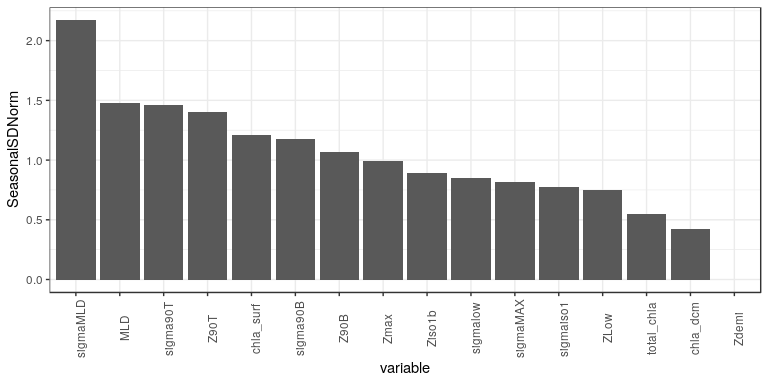 SeasonalSDNorm
2.0
1.5
1.0
0.5
0.0
sigmaMLD
MLD
sigma90T
Z90T
chla_surf
sigma90B
Z90B
Zmax
ZIso1b
sigmalow
sigmaMAX
sigmaIso1
ZLow
total_chla
chla_dcm
Zdeml
variable